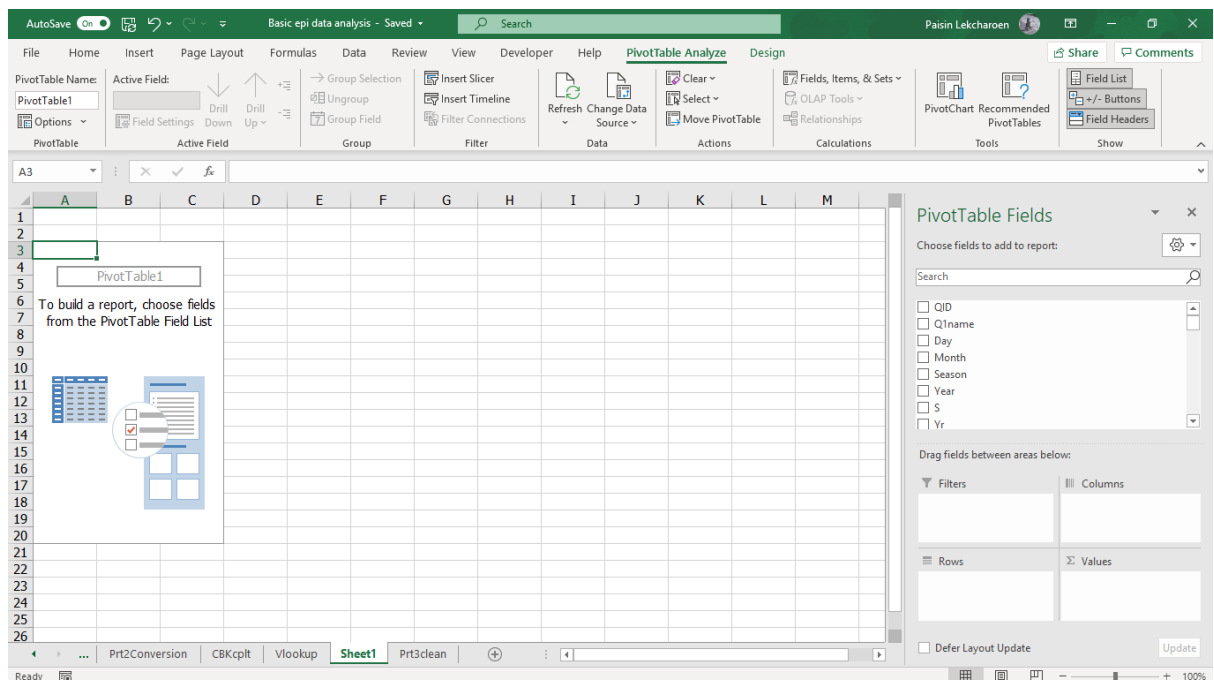 AutoSave On Basic epi data analysis - Saved Search Paisin Lekcharoen
File Home Insert Page Layout Formulas Data Review View Developer Help PivotTable Analyze Design Share Comments
PivotTable Name:
PivotTable1
Options
PivotTable
Active Field:
Field Settings
Drill Down
Drill Up
Active Field
Group Selection
Ungroup
Group Field
Group
Insert Slicer
Insert Timeline
Filter Connections
Filter
Refresh
Change Data Source
Data
Clear
Select
Move PivotTable
Actions
Fields, Items, & Sets
OLAP Tools
Relationships
Calculations
PivotChart
Recommended PivotTables
Tools
Field List
+/- Buttons
Field Headers
Show
A3 fx
A B C D E F G H I J K L M
1
2
3
4
5
6
7
8
9
10
11
12
13
14
15
16
17
18
19
20
21
22
23
24
25
26
PivotTable1
To build a report, choose fields
from the PivotTable Field List
PivotTable Fields
Choose fields to add to report:
Search
QID
Q1name
Day
Month
Season
Year
S
Yr
Drag fields between areas below:
Filters
Columns
Rows
Σ Values
Defer Layout Update
Update
... Prt2Conversion CBKcplt Vlookup Sheet1 Prt3clean
Ready
100%